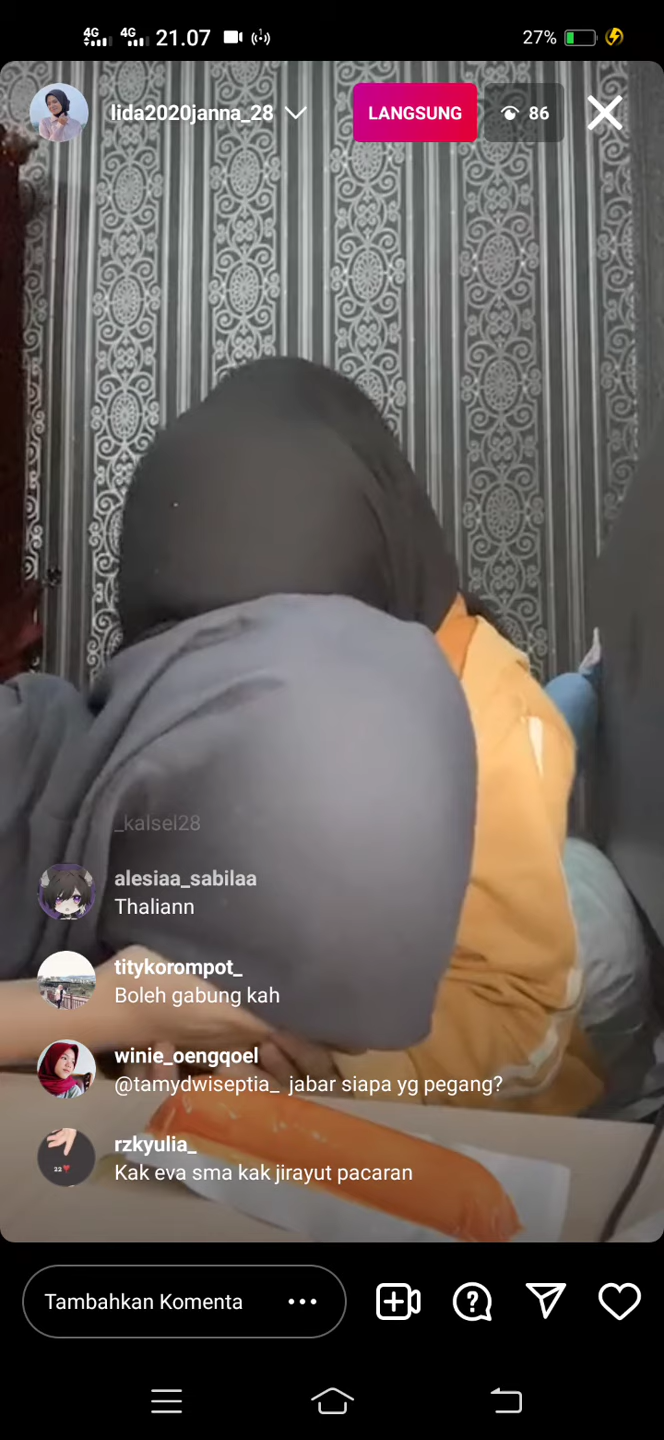 4G 4G 21.07 27%
lida2020janna_28 LANGSUNG 86
_kalsel28
alesiaa_sabilaa
Thaliann
titykorompot_
Boleh gabung kah
winie_oengqoel
@tamydwiseptia_ jabar siapa yg pegang?
rzkyulia_
Kak eva sma kak jirayut pacaran
Tambahkan Komenta